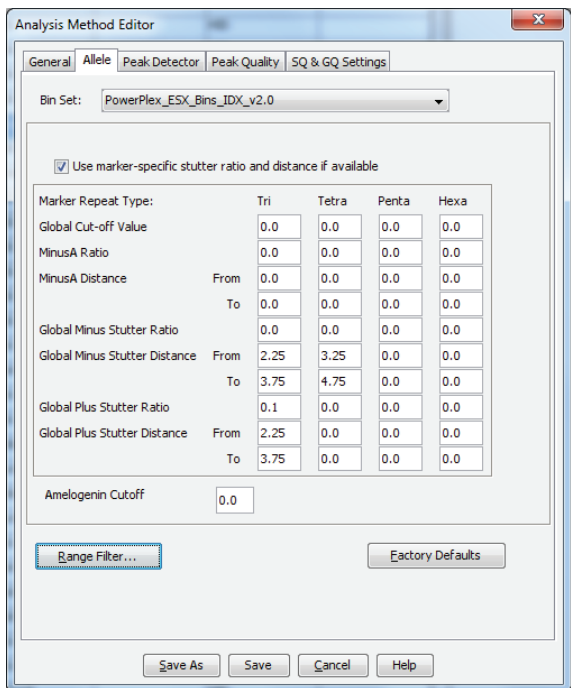 Analysis Method Editor
General Allele Peak Detector Peak Quality SQ & GQ Settings
Bin Set: PowerPlex_ESX_Bins_IDX_v2.0
Use marker-specific stutter ratio and distance if available
Marker Repeat Type: Tri Tetra Penta Hexa
Global Cut-off Value 0.0 0.0 0.0 0.0
MinusA Ratio 0.0 0.0 0.0 0.0
MinusA Distance From 0.0 0.0 0.0 0.0
To 0.0 0.0 0.0 0.0
Global Minus Stutter Ratio 0.0 0.0 0.0 0.0
Global Minus Stutter Distance From 2.25 3.25 0.0 0.0
To 3.75 4.75 0.0 0.0
Global Plus Stutter Ratio 0.1 0.0 0.0 0.0
Global Plus Stutter Distance From 2.25 0.0 0.0 0.0
To 3.75 0.0 0.0 0.0
Amelogenin Cutoff 0.0
Range Filter... Factory Defaults
Save As Save Cancel Help